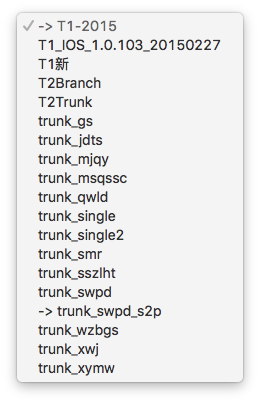 ✓ -> T1-2015
T1_IOS_1.0.103_20150227
T1新
T2Branch
T2Trunk
trunk_gs
trunk_jdts
trunk_mjqy
trunk_msqssc
trunk_qwld
trunk_single
trunk_single2
trunk_smr
trunk_sszlht
trunk_swpd
-> trunk_swpd_s2p
trunk_wzbgs
trunk_xwj
trunk_xymw